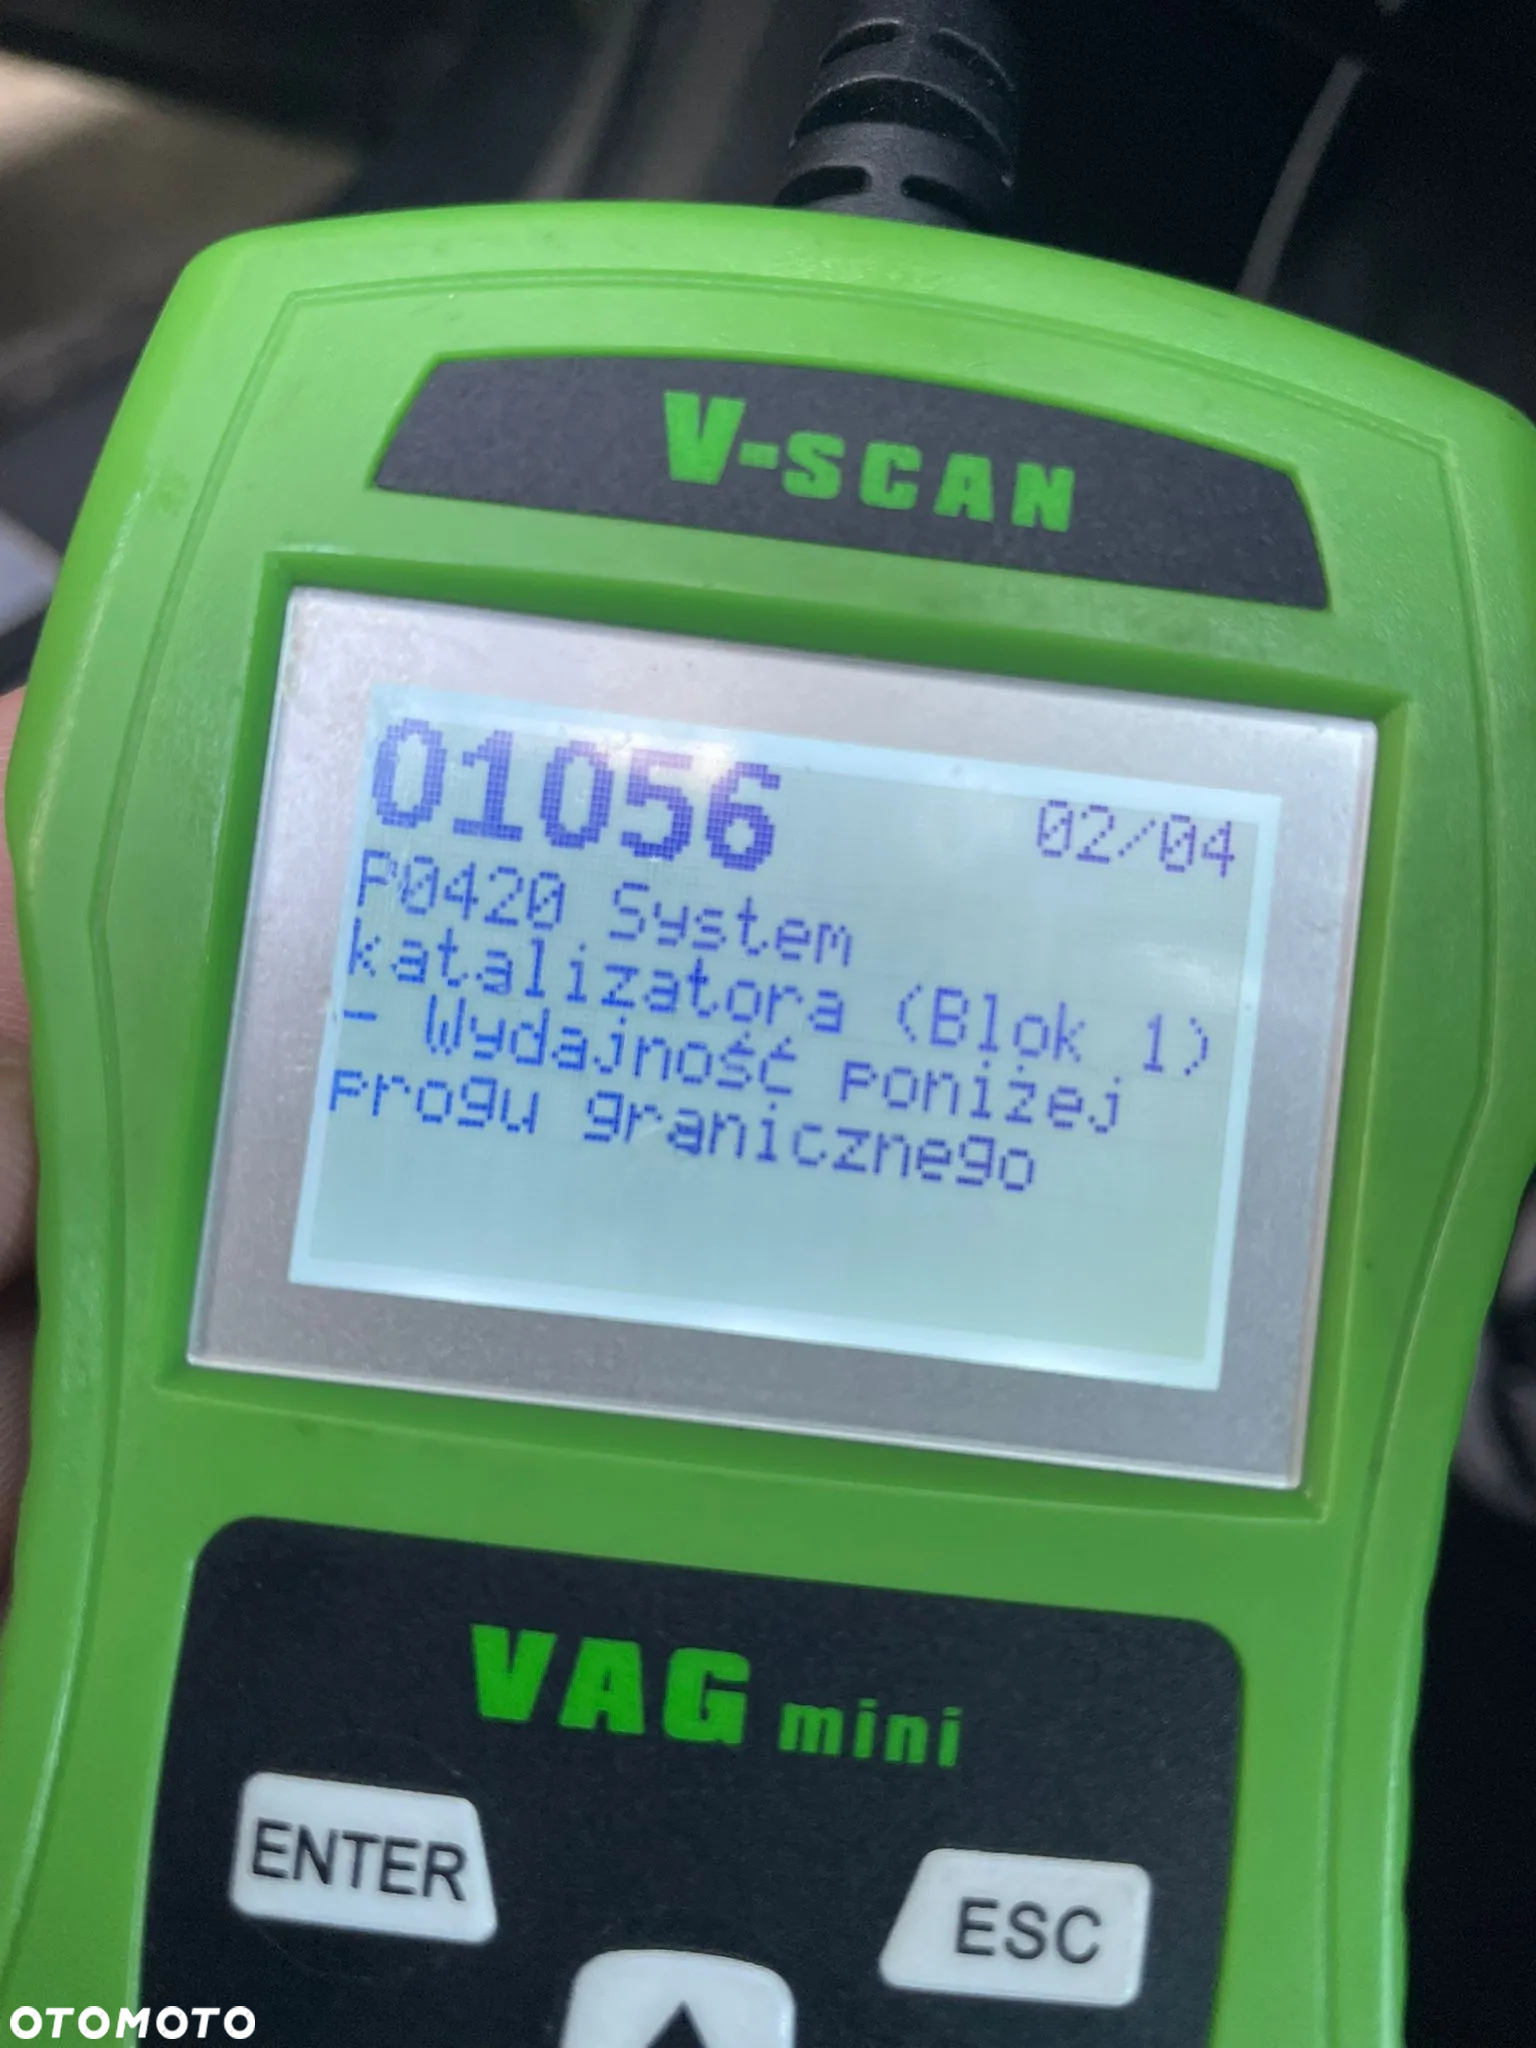 V-SCAN
01056 02/04
P0420 System
katalizatora (Blok 1)
- Wydajność poniżej
progu granicznego
VAG mini
ENTER
ESC
OTOMOTO